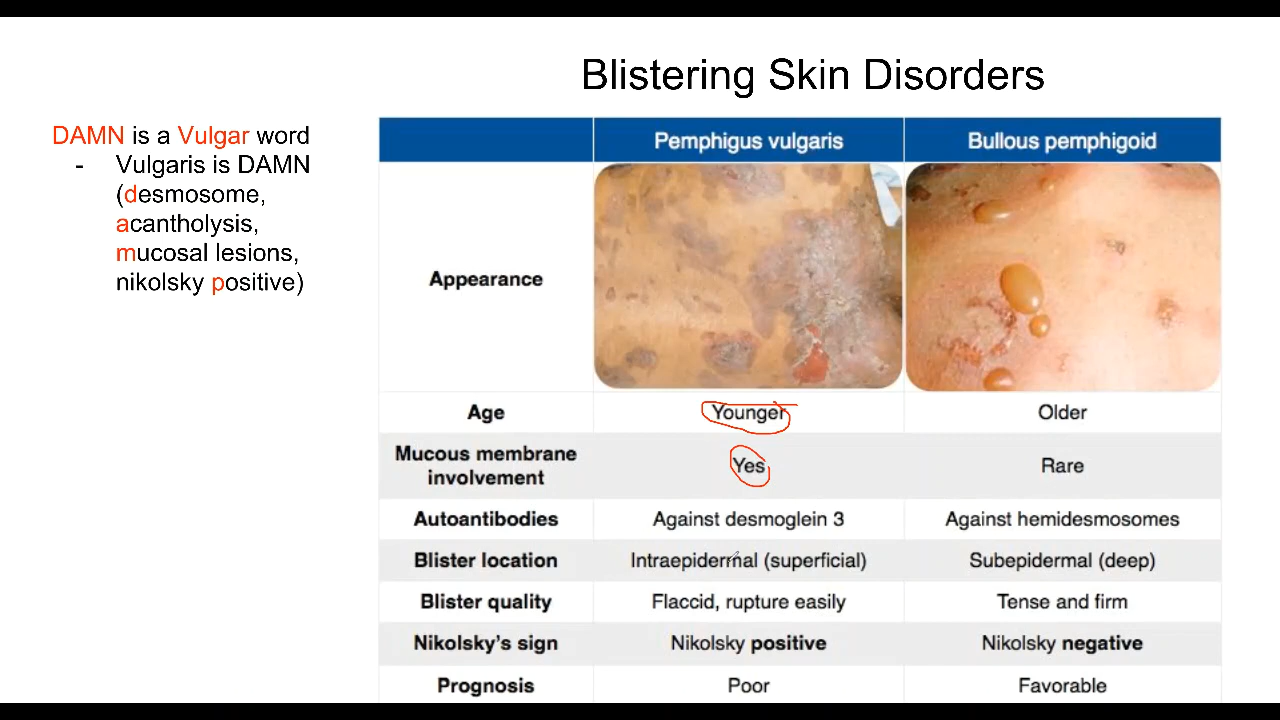 Blistering Skin Disorders
DAMN is a Vulgar word
- Vulgaris is DAMN
(desmosome,
acantholysis,
mucosal lesions,
nikolsky positive)
Pemphigus vulgaris Bullous pemphigoid
Appearance
Age Younger Older
Mucous membrane
involvement Yes Rare
Autoantibodies Against desmoglein 3 Against hemidesmosomes
Blister location Intraepidermal (superficial) Subepidermal (deep)
Blister quality Flaccid, rupture easily Tense and firm
Nikolsky's sign Nikolsky positive Nikolsky negative
Prognosis Poor Favorable